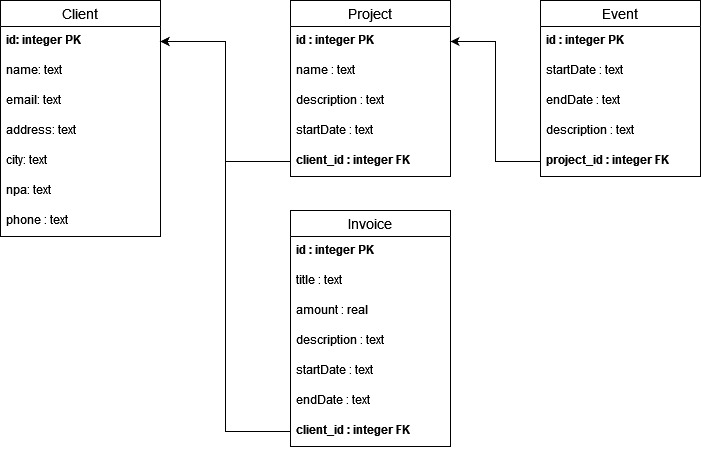 Client
id: integer PK
name: text
email: text
address: text
city: text
npa: text
phone : text
Project
id : integer PK
name : text
description : text
startDate : text
client_id : integer FK
Event
id : integer PK
startDate : text
endDate : text
description : text
project_id : integer FK
Invoice
id : integer PK
title : text
amount : real
description : text
startDate : text
endDate : text
client_id : integer FK